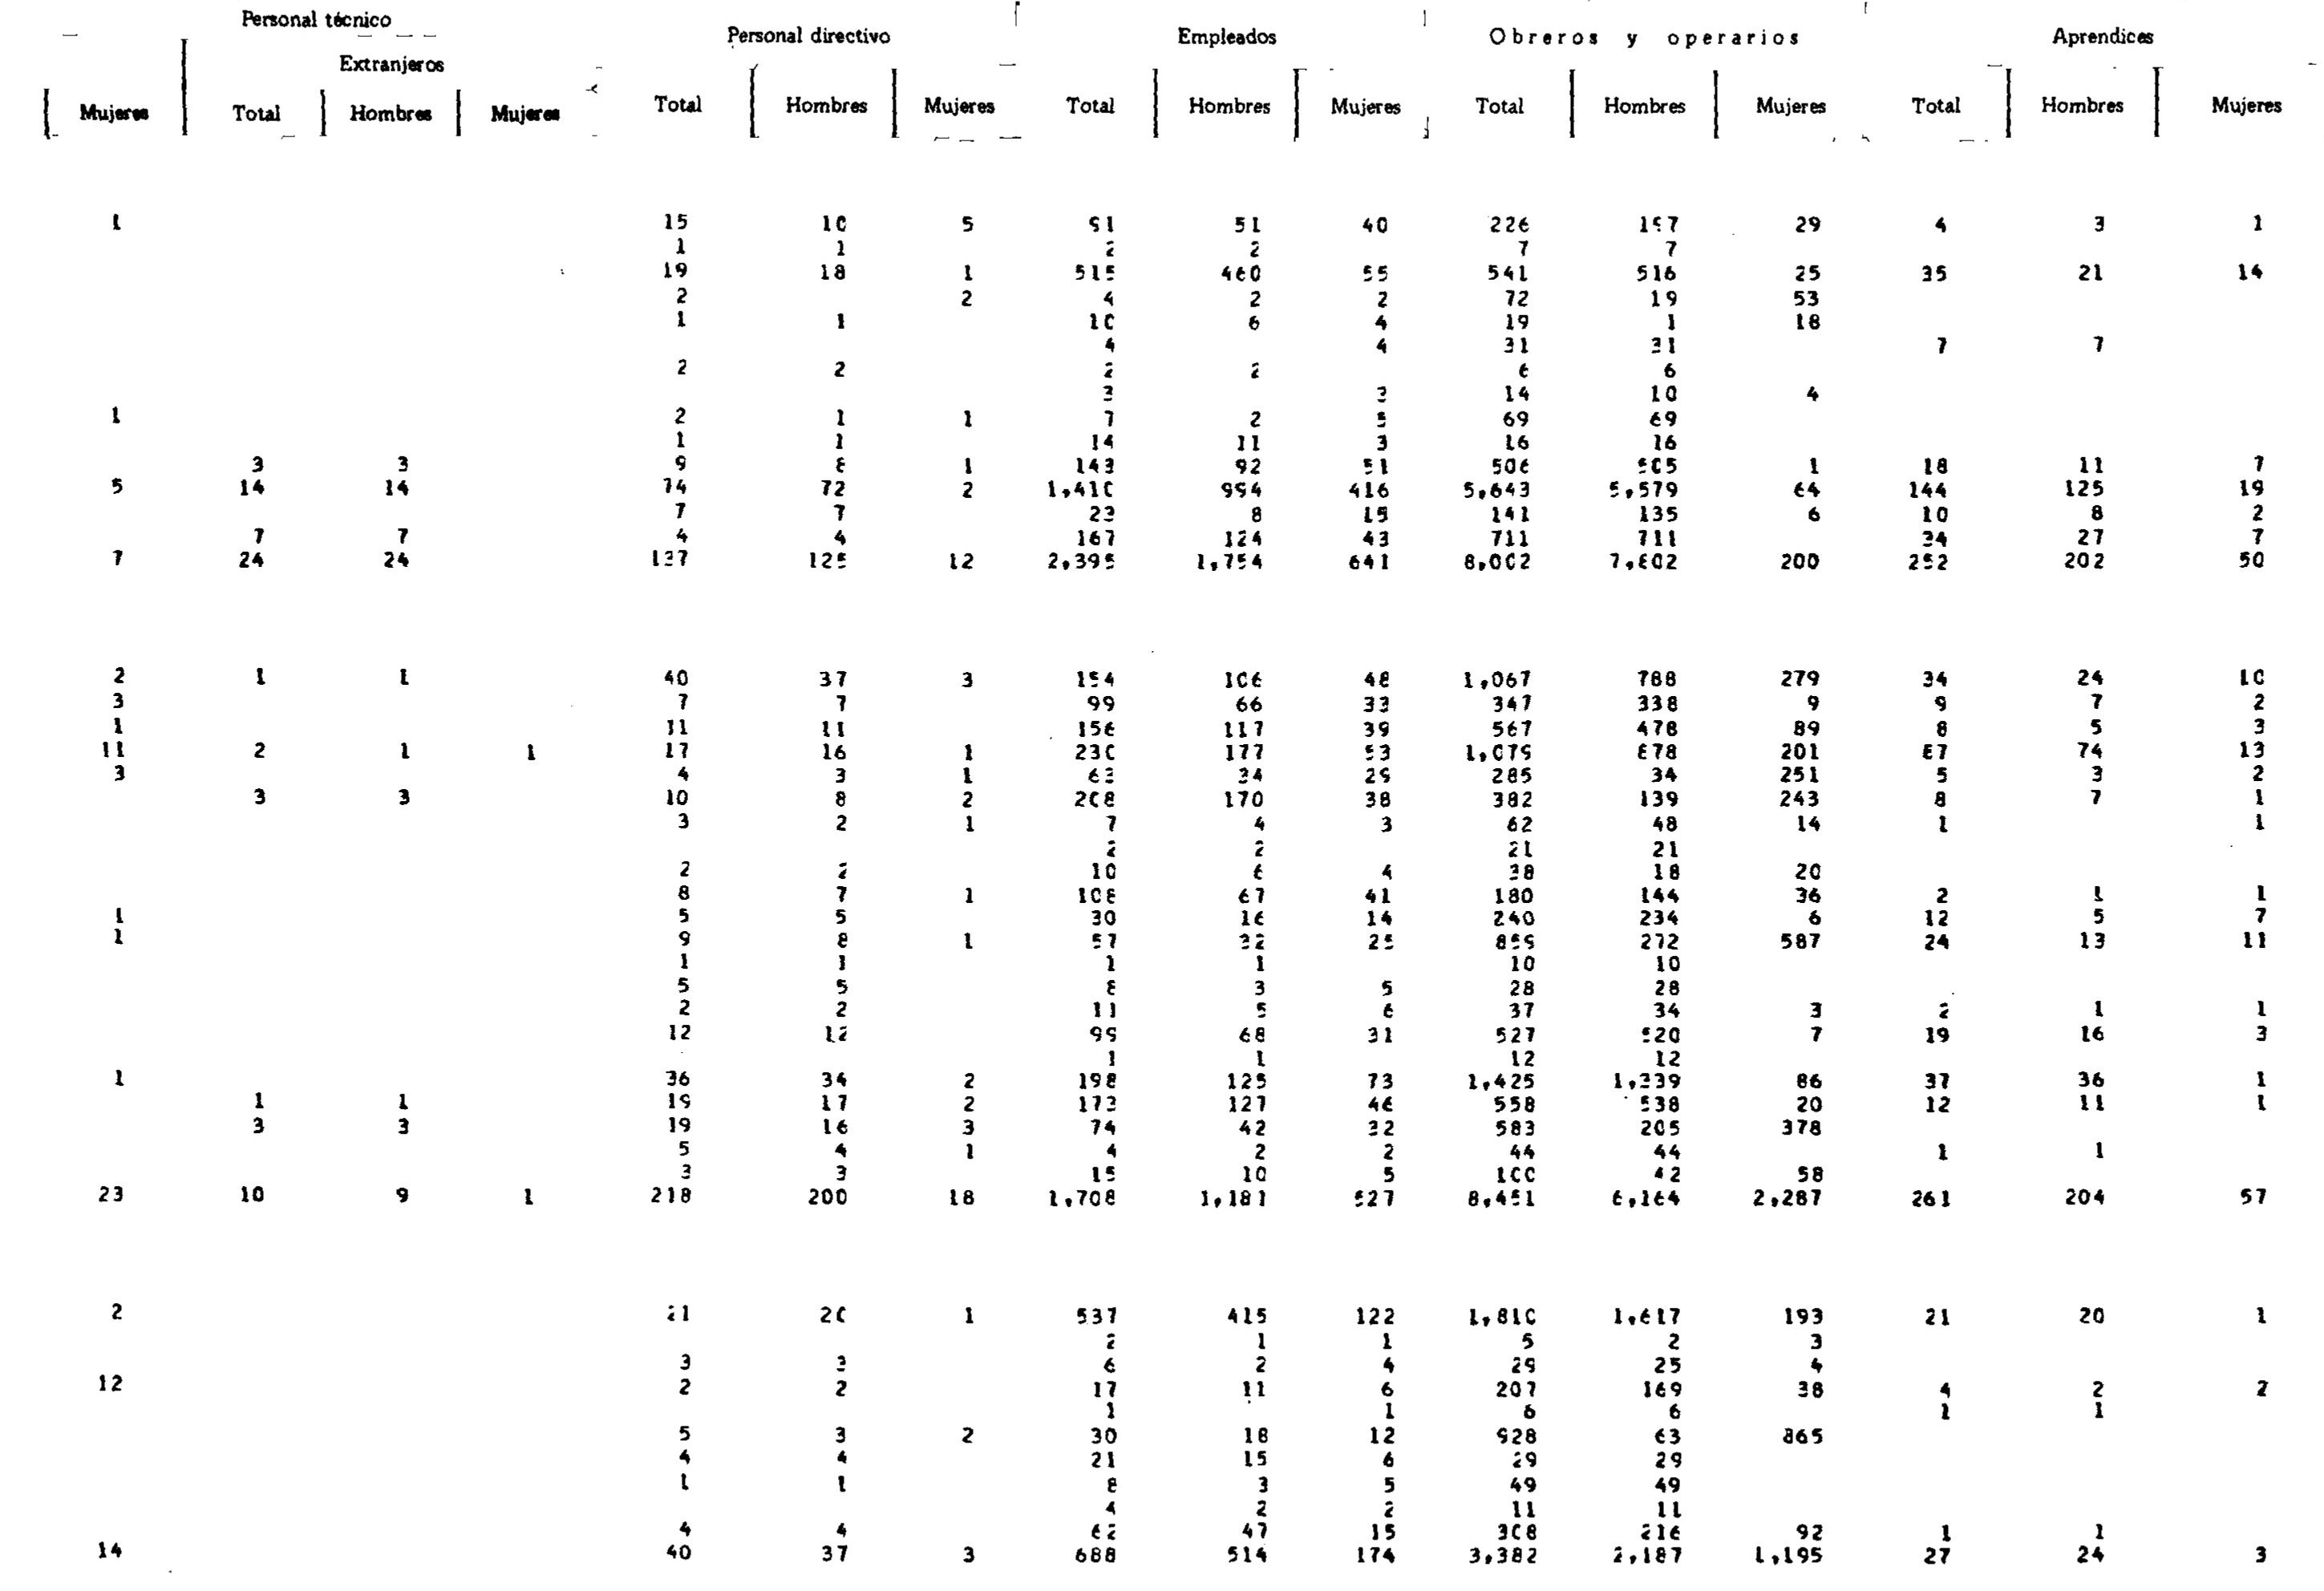 Personal técnico
Personal directivo Empleados Obreros y operarios Aprendices
Extranjeros
Mujeres Total Hombres Mujeres Total Hombres Mujeres Total Hombres Mujeres Total Hombres Mujeres Total Hombres Mujeres
1 15 10 5 91 51 40 226 197 29 4 3 1
1 1 2 2 7 7
19 18 1 515 460 55 541 516 25 35 21 14
2 2 4 2 2 72 19 53
1 1 10 6 4 19 1 18
4 4 31 31 7 7
2 2 2 2 6 6
3 3 14 10 4
1 2 1 1 7 2 5 69 69
1 1 14 11 3 16 16
3 3 9 8 1 143 92 51 506 505 1 18 11 7
5 14 14 74 72 2 1,410 994 416 5,643 5,579 64 144 125 19
7 7 23 8 15 141 135 6 10 8 2
7 7 4 4 167 124 43 711 711 34 27 7
7 24 24 137 125 12 2,395 1,754 641 8,002 7,802 200 252 202 50
2 1 1 40 37 3 154 106 48 1,067 788 279 34 24 10
3 7 7 99 66 33 347 338 9 9 7 2
1 11 11 156 117 39 567 478 89 8 5 3
11 2 1 1 17 16 1 230 177 53 1,079 878 201 87 74 13
3 4 3 1 63 34 29 285 34 251 5 3 2
3 3 10 8 2 208 170 38 382 139 243 8 7 1
3 2 1 7 4 3 62 48 14 1 1
2 2 21 21
2 2 10 6 4 38 18 20
8 7 1 108 67 41 180 144 36 2 1 1
1 5 5 30 16 14 240 234 6 12 5 7
1 9 8 1 57 32 25 859 272 587 24 13 11
1 1 1 1 10 10
5 5 8 3 5 28 28
2 2 11 5 6 37 34 3 2 1 1
12 12 99 68 31 527 520 7 19 16 3
1 1 12 12
1 36 34 2 198 125 73 1,425 1,339 86 37 36 1
1 1 19 17 2 173 127 46 558 538 20 12 11 1
3 3 19 16 3 74 42 32 583 205 378
5 4 1 4 2 2 44 44 1 1
3 3 15 10 5 100 42 58
23 10 9 1 218 200 18 1,708 1,181 527 8,451 6,164 2,287 261 204 57
2 21 20 1 537 415 122 1,810 1,617 193 21 20 1
2 1 1 5 2 3
3 3 6 2 4 29 25 4
12 2 2 17 11 6 207 169 38 4 2 2
1 1 6 6 1 1
5 3 2 30 18 12 928 63 865
4 4 21 15 6 29 29
1 1 8 3 5 49 49
4 2 2 11 11
4 4 62 47 15 308 216 92 1 1
14 40 37 3 688 514 174 3,382 2,187 1,195 27 24 3